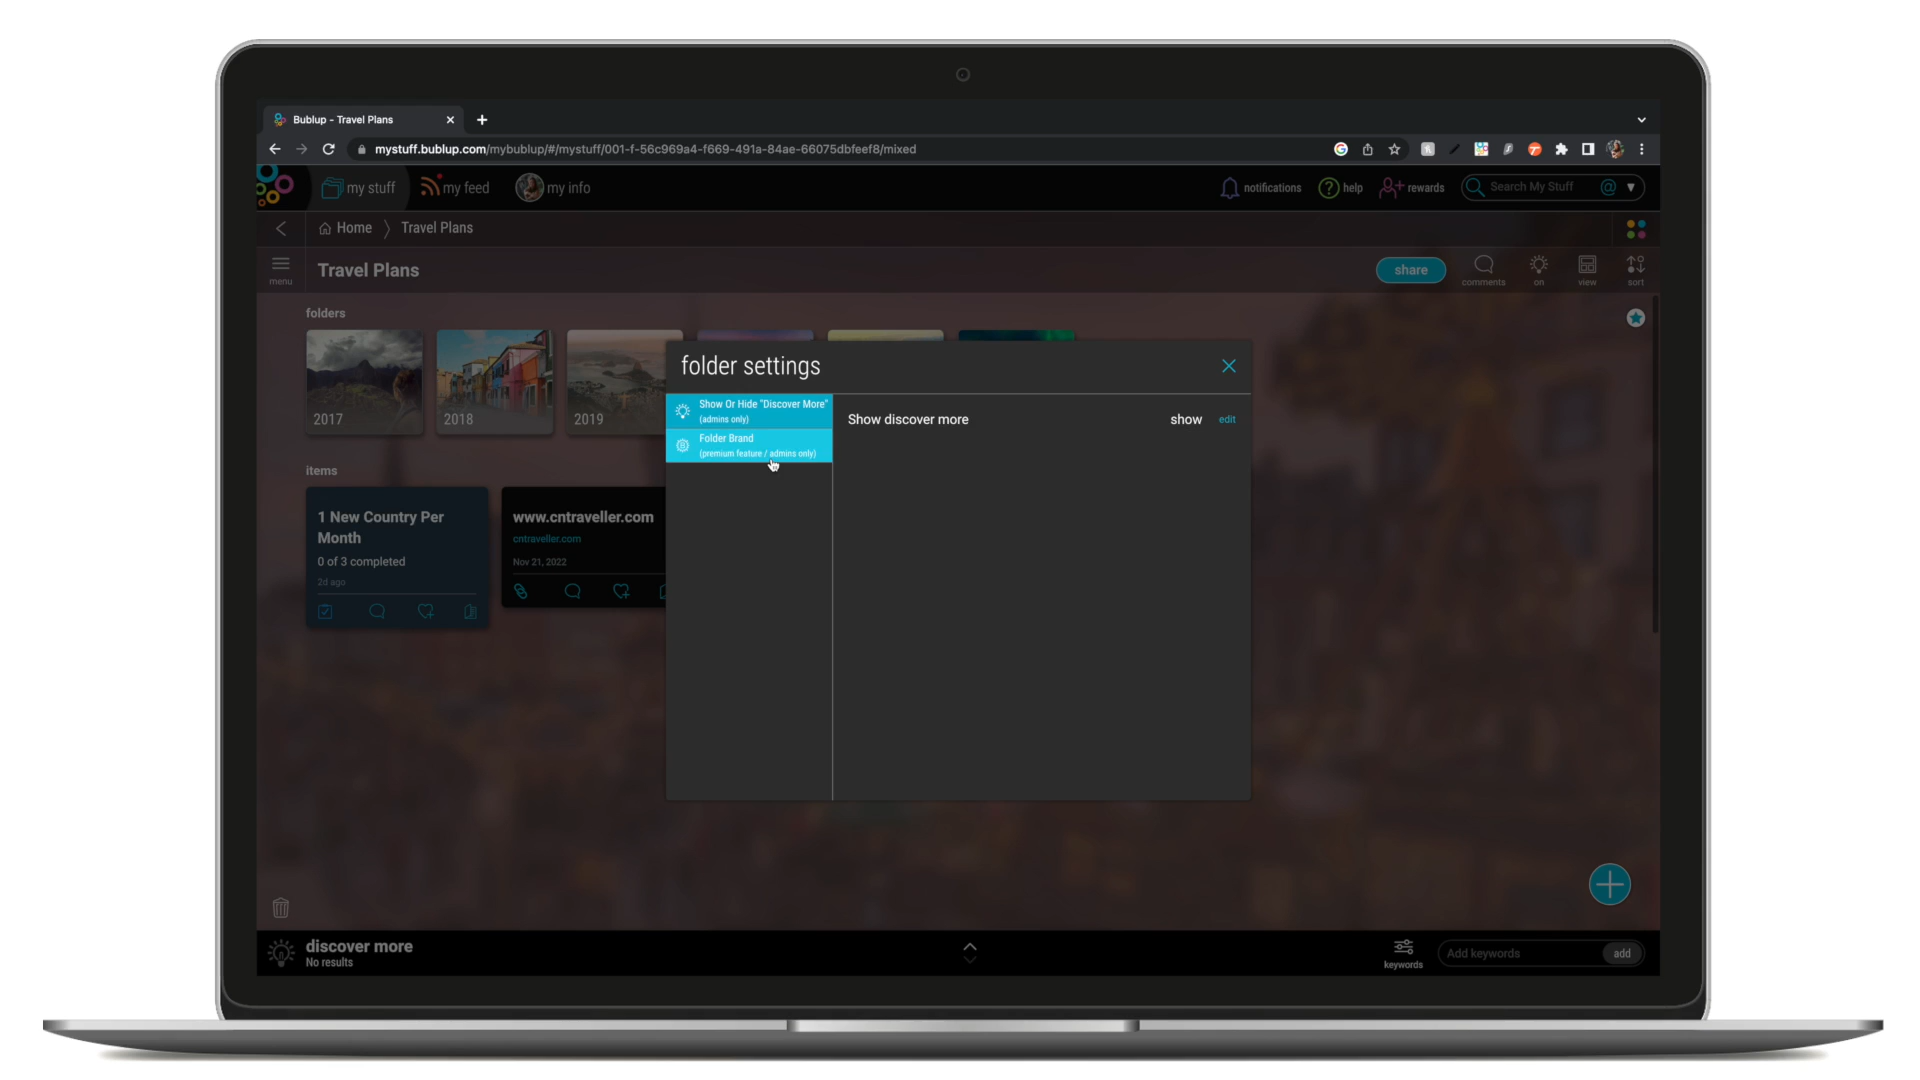 Bublup - Travel Plans
mystuff.bublup.com/mybublup/#/mystuff/001-f-56c969a4-f669-491a-84ae-66075dbfeef8/mixed
my stuff
my feed
my info
notifications
help
rewards
Search My Stuff
@
Home
Travel Plans
menu
Travel Plans
share
comments
on
view
sort
folders
2017
2018
2019
folder settings
Show Or Hide "Discover More"
(admins only)
Folder Brand
(premium feature / admins only)
Show discover more
show
edit
items
1 New Country Per
Month
0 of 3 completed
2d ago
www.cntraveller.com
cntraveller.com
Nov 21, 2022
discover more
No results
keywords
Add keywords
add